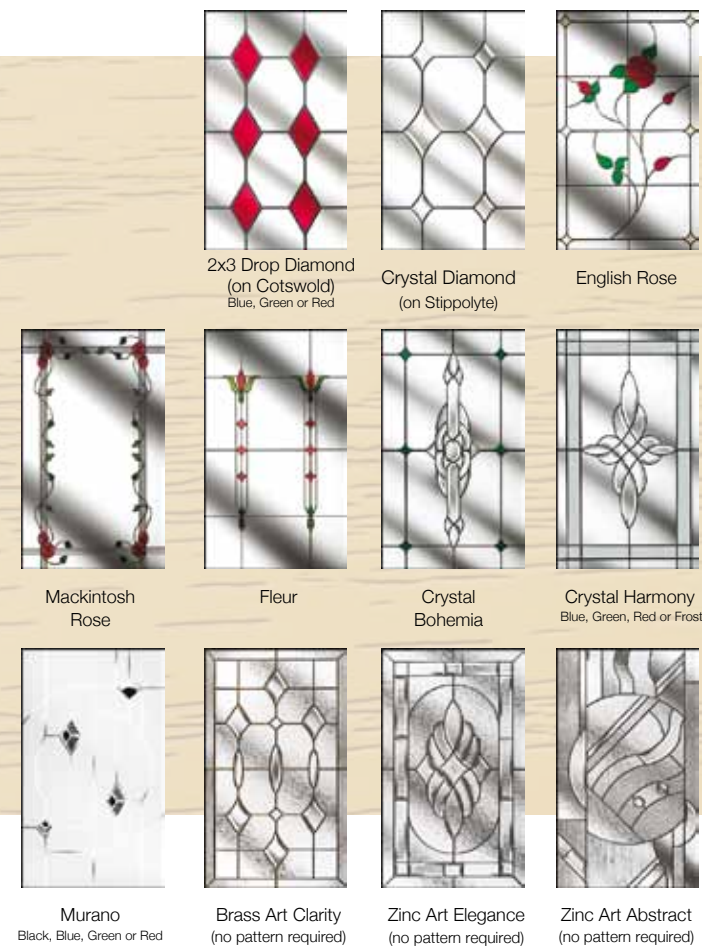 2x3 Drop Diamond
(on Cotswold)
Blue, Green or Red
Crystal Diamond
(on Stippolyte)
English Rose
Mackintosh
Rose
Fleur
Crystal
Bohemia
Crystal Harmony
Blue, Green, Red or Frost
Murano
Black, Blue, Green or Red
Brass Art Clarity
(no pattern required)
Zinc Art Elegance
(no pattern required)
Zinc Art Abstract
(no pattern required)